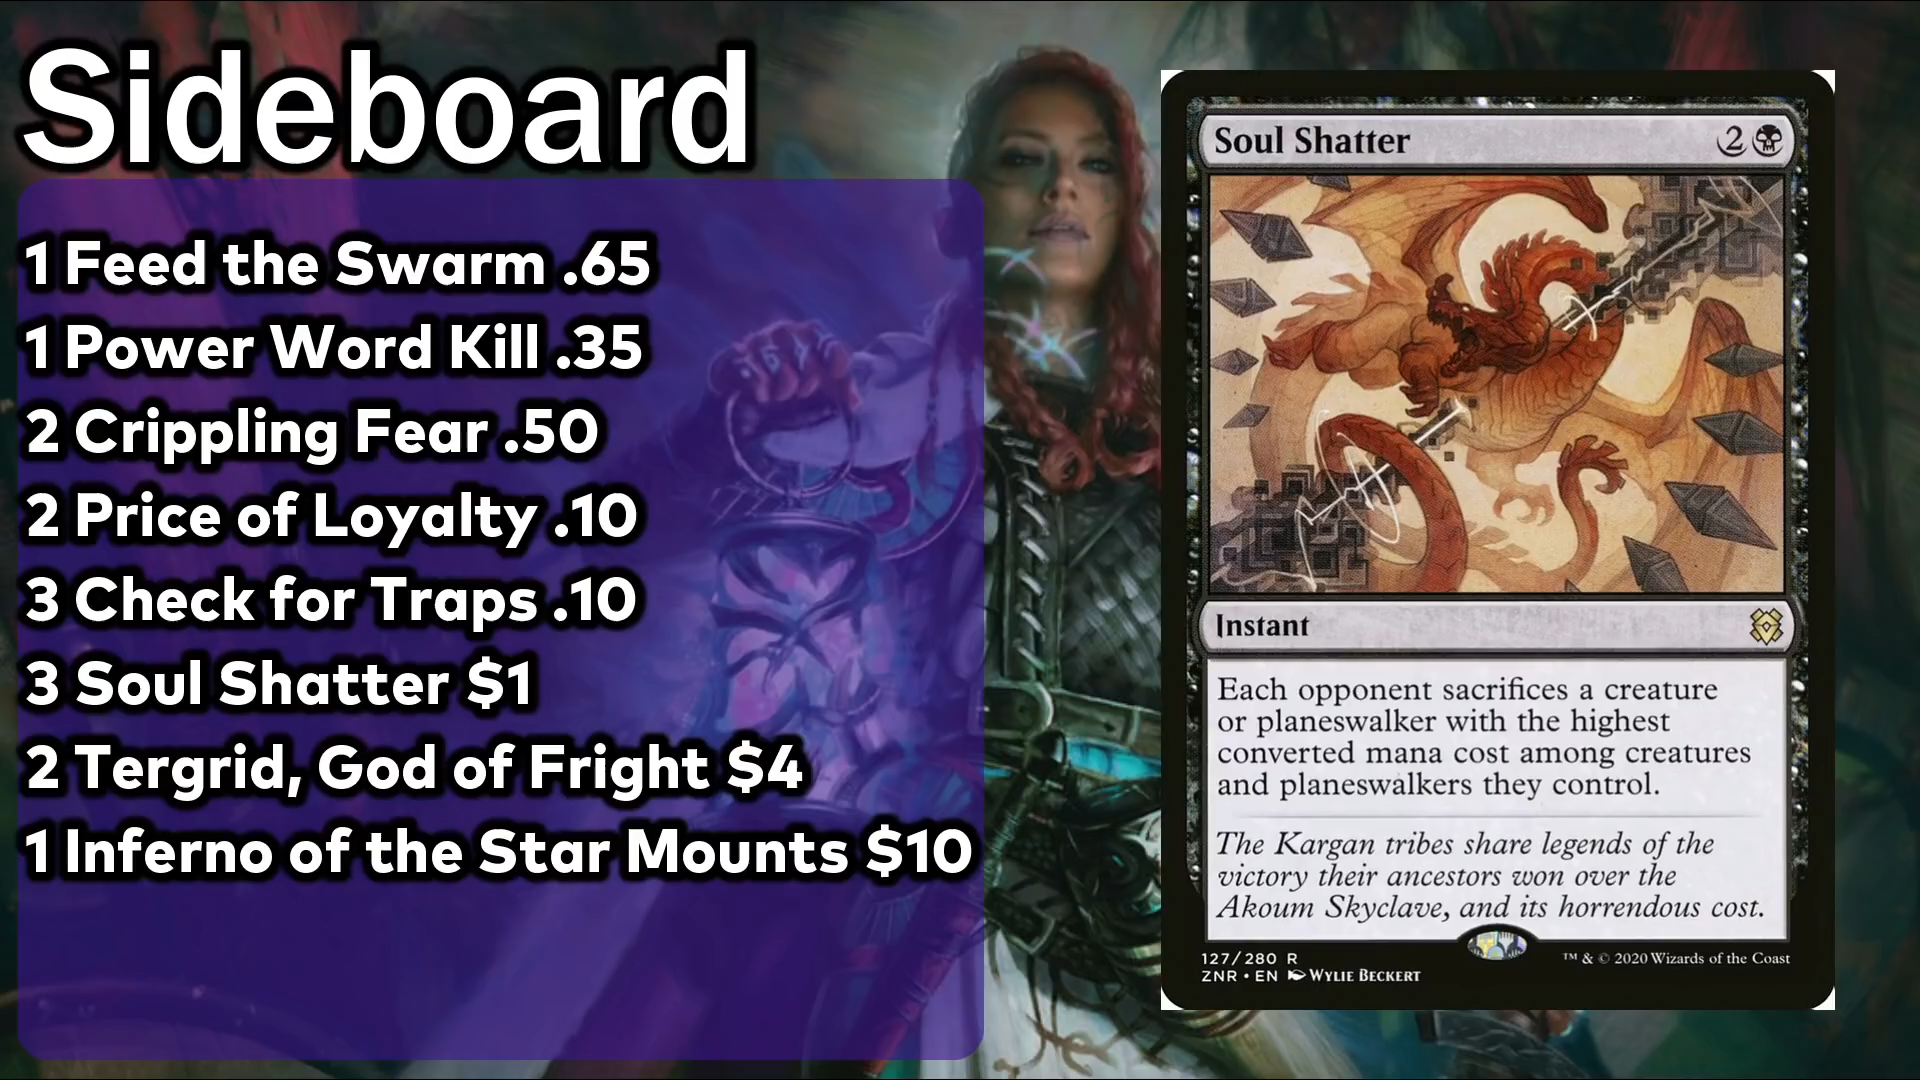 Sideboard
1 Feed the Swarm .65
1 Power Word Kill .35
2 Crippling Fear .50
2 Price of Loyalty .10
3 Check for Traps .10
3 Soul Shatter $1
2 Tergrid, God of Fright $4
1 Inferno of the Star Mounts $10
Soul Shatter 2
Instant
Each opponent sacrifices a creature
or planeswalker with the highest
converted mana cost among creatures
and planeswalkers they control.
The Kargan tribes share legends of the
victory their ancestors won over the
Akoum Skyclave, and its horrendous cost.
127/280 R
ZNR • EN WYLIE BECKERT
™ & © 2020 Wizards of the Coast